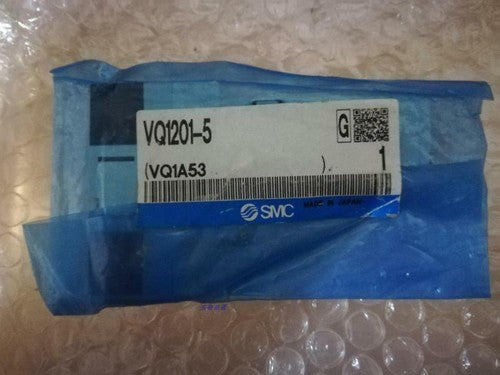 VQ1201-5
G
(VQ1A53 )
1
SMC
MADE IN JAPAN